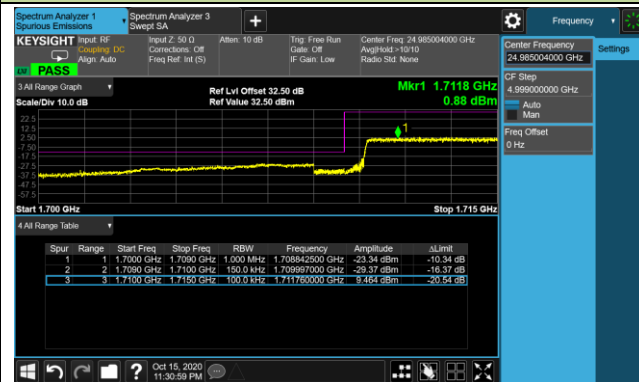 Spectrum Analyzer 1
Spurious Emissions
Spectrum Analyzer 3
Swept SA
Frequency
KEYSIGHT
Input: RF
Coupling: DC
Align: Auto
Input Z: 50 Ω
Corrections: Off
Freq Ref: Int (S)
Atten: 10 dB
Trig: Free Run
Gate: Off
IF Gain: Low
Center Freq: 24.985004000 GHz
Avg|Hold:>10/10
Radio Std: None
PASS
Center Frequency
24.985004000 GHz
Settings
CF Step
4.999000000 GHz
Auto
Man
Freq Offset
0 Hz
3 All Range Graph
Scale/Div 10.0 dB
Ref Lvl Offset 32.50 dB
Ref Value 32.50 dBm
Mkr1 1.7118 GHz
0.88 dBm
22.5
12.5
2.50
-7.50
-17.5
-27.5
-37.5
-47.5
-57.5
1
Start 1.700 GHz
Stop 1.715 GHz
4 All Range Table
Spur Range Start Freq Stop Freq RBW Frequency Amplitude ΔLimit
1 1 1.7000 GHz 1.7090 GHz 1.000 MHz 1.708842500 GHz -23.34 dBm -10.34 dB
2 2 1.7090 GHz 1.7100 GHz 150.0 kHz 1.709997000 GHz -29.37 dBm -16.37 dB
3 3 1.7100 GHz 1.7150 GHz 100.0 kHz 1.711760000 GHz 9.464 dBm -20.54 dB
?
Oct 15, 2020
11:30:59 PM